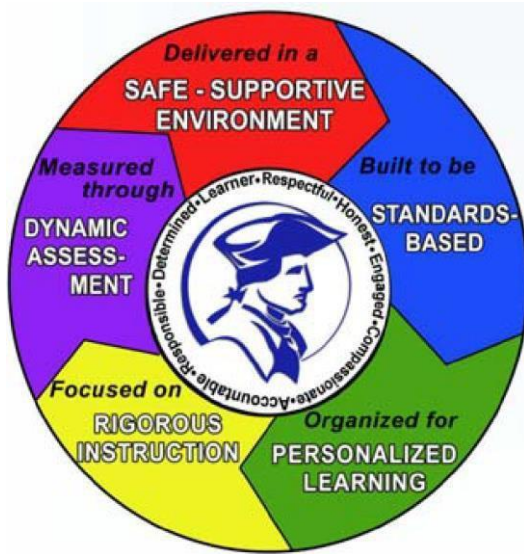 Delivered in a
SAFE - SUPPORTIVE
ENVIRONMENT
Built to be
STANDARDS-
BASED
Organized for
PERSONALIZED
LEARNING
Focused on
RIGOROUS
INSTRUCTION
Measured
through
DYNAMIC
ASSESS-
MENT
Responsible•Determined•Learner•Respectful•Honest•Engaged•Compassionate•Accountable•